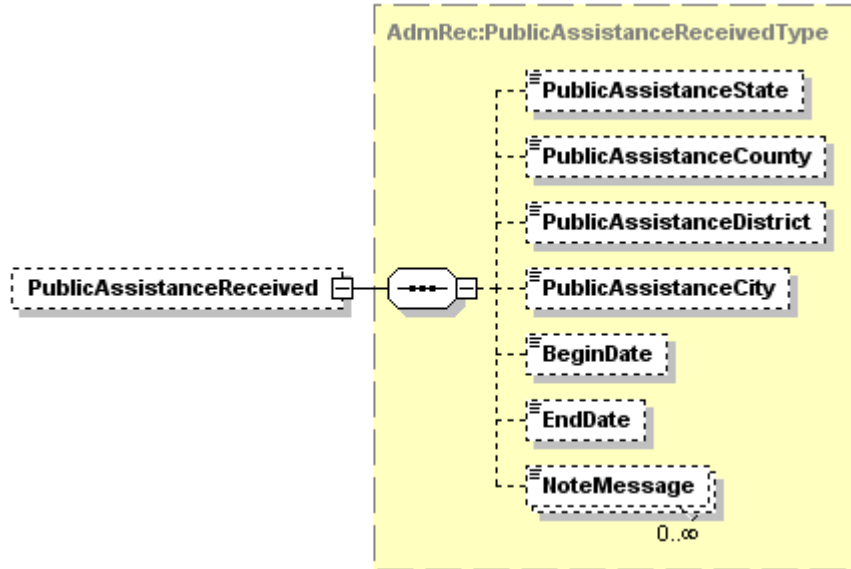 AdmRec:PublicAssistanceReceivedType
PublicAssistanceState
PublicAssistanceCounty
PublicAssistanceDistrict
PublicAssistanceReceived
PublicAssistanceCity
BeginDate
EndDate
NoteMessage
0..∞